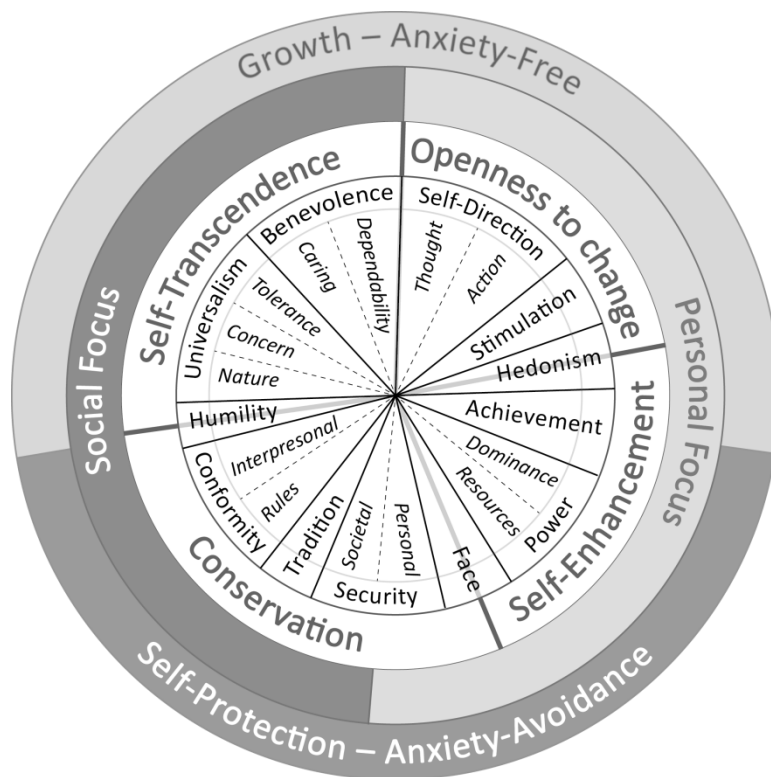 Growth – Anxiety-Free
Social Focus
Personal Focus
Self-Protection – Anxiety-Avoidance
Self-Transcendence
Openness to change
Self-Enhancement
Conservation
Benevolence
Caring
Dependability
Self-Direction
Thought
Action
Stimulation
Hedonism
Achievement
Dominance
Resources
Power
Face
Security
Personal
Societal
Tradition
Conformity
Rules
Interpresonal
Humility
Universalism
Nature
Concern
Tolerance